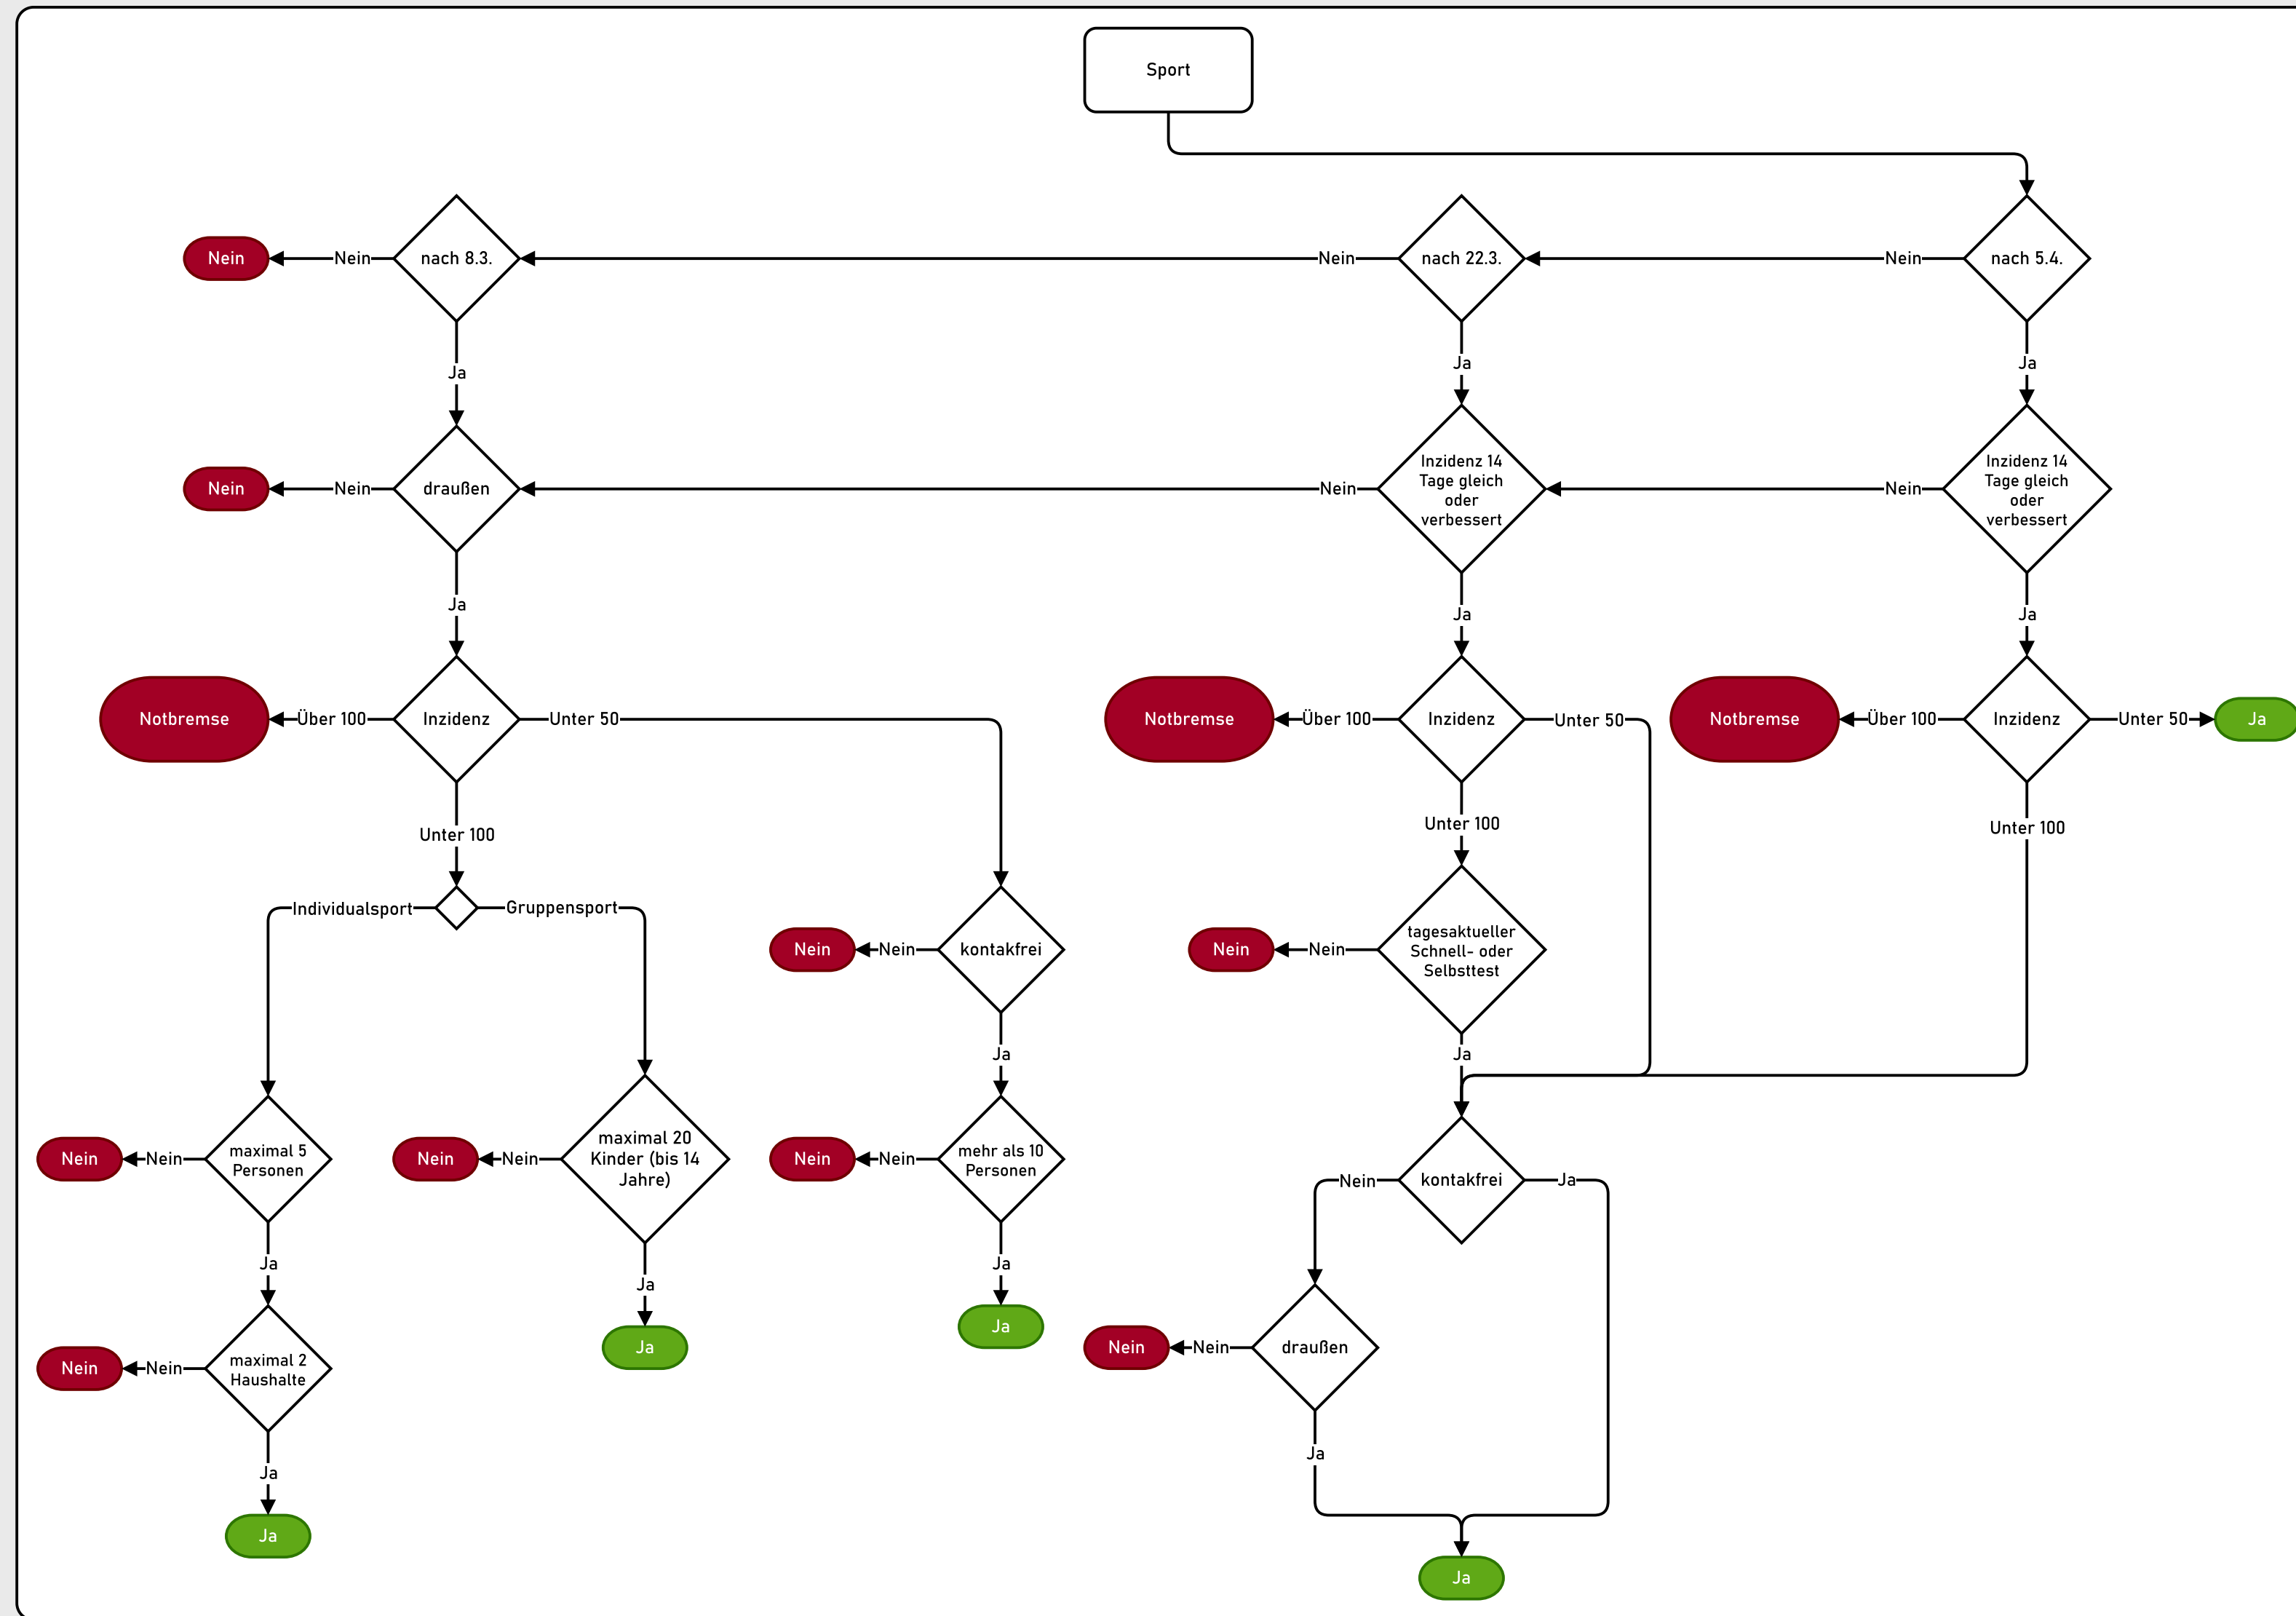 Sport
Nein
Nein
nach 8.3.
Nein
nach 22.3.
Nein
nach 5.4.
Ja
Ja
Ja
Nein
Nein
draußen
Nein
Inzidenz 14
Tage gleich
oder
verbessert
Nein
Inzidenz 14
Tage gleich
oder
verbessert
Ja
Ja
Ja
Notbremse
Über 100
Inzidenz
Unter 50
Notbremse
Über 100
Inzidenz
Unter 50
Notbremse
Über 100
Inzidenz
Unter 50
Ja
Unter 100
Unter 100
Unter 100
Individualsport
Gruppensport
Nein
Nein
kontakfrei
Nein
Nein
tagesaktueller
Schnell- oder
Selbsttest
Ja
Ja
Nein
Nein
maximal 5
Personen
Nein
Nein
maximal 20
Kinder (bis 14
Jahre)
Nein
Nein
mehr als 10
Personen
Nein
kontakfrei
Ja
Ja
Ja
Ja
Nein
Nein
maximal 2
Haushalte
Ja
Ja
Nein
Nein
draußen
Ja
Ja
Ja
Ja